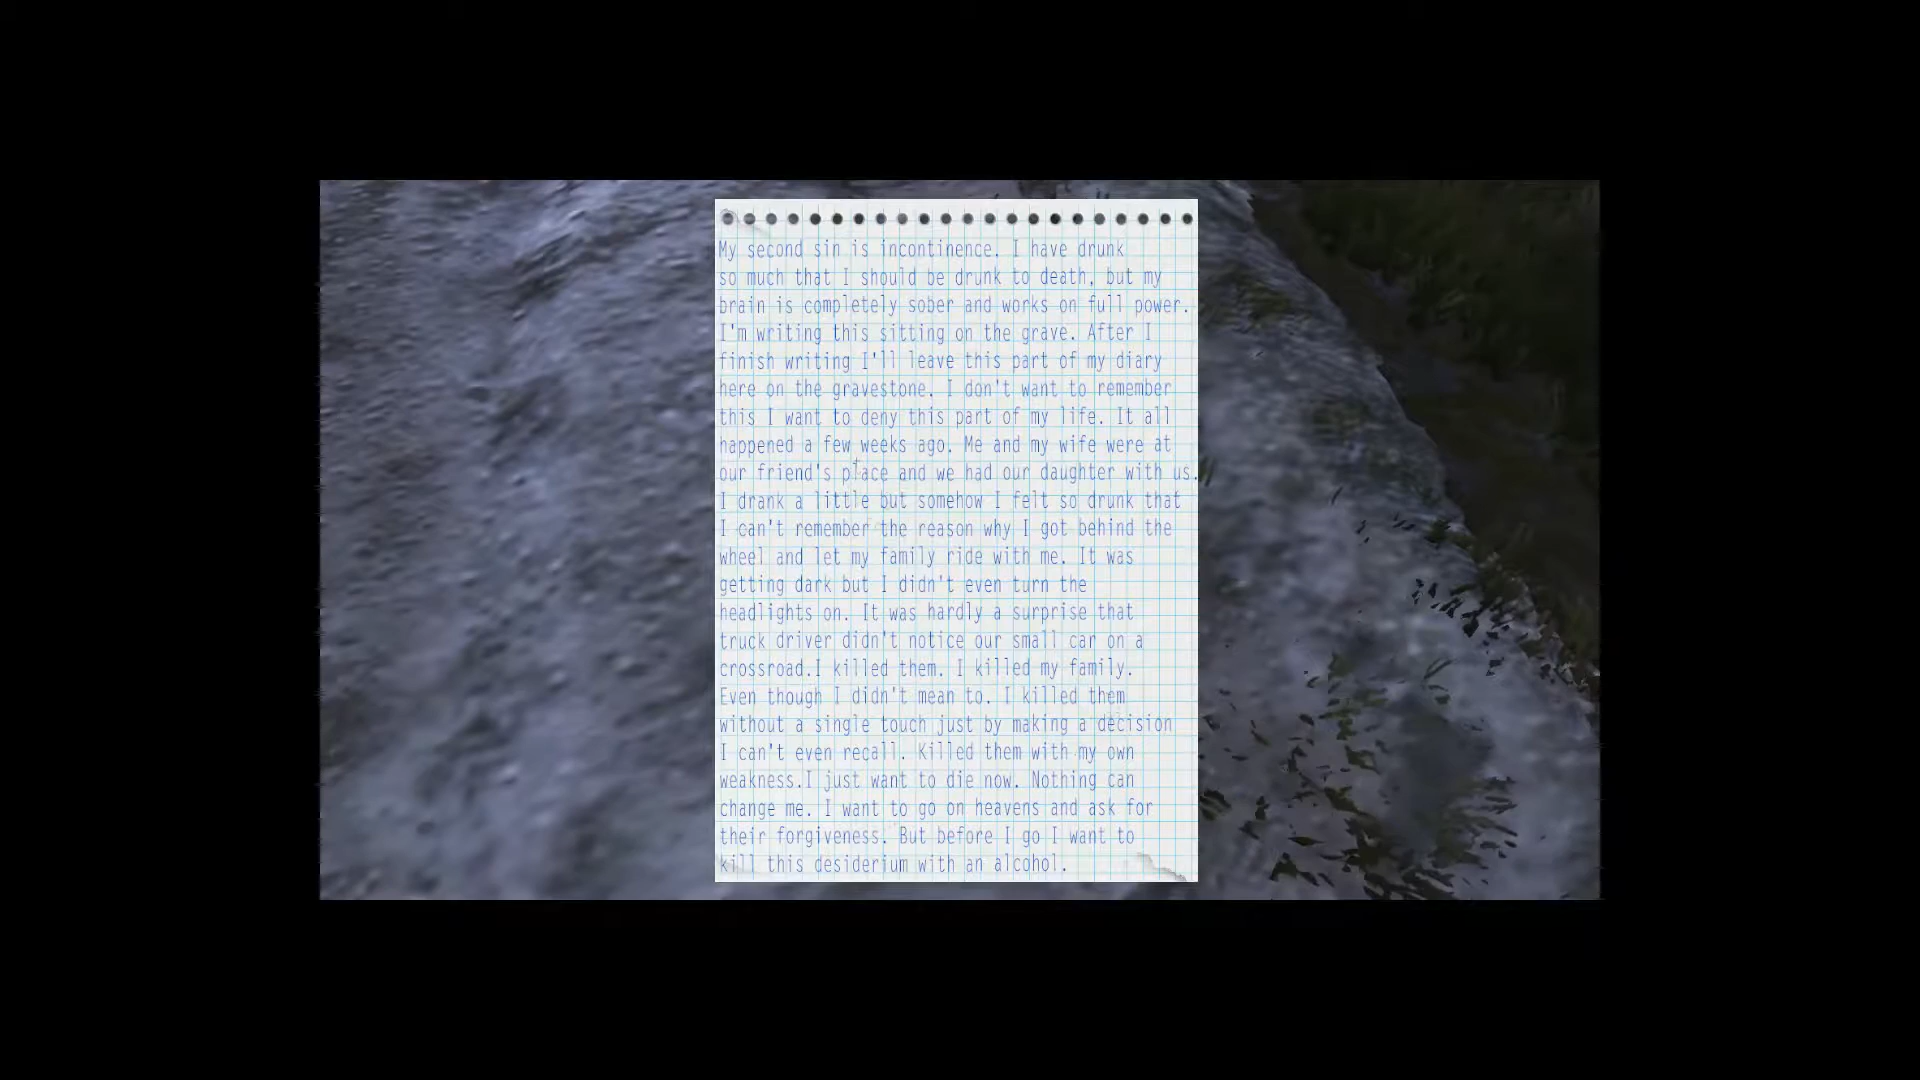 My second sin is incontinence. I have drunk
so much that I should be drunk to death, but my
brain is completely sober and works on full power.
I'm writing this sitting on the grave. After I
finish writing I'll leave this part of my diary
here on the gravestone. I don't want to remember
this I want to deny this part of my life. It all
happened a few weeks ago. Me and my wife were at
our friend's place and we had our daughter with us.
I drank a little but somehow I felt so drunk that
I can't remember the reason why I got behind the
wheel and let my family ride with me. It was
getting dark but I didn't even turn the
headlights on. It was hardly a surprise that
truck driver didn't notice our small car on a
crossroad.I killed them. I killed my family.
Even though I didn't mean to. I killed them
without a single touch just by making a decision
I can't even recall. Killed them with my own
weakness.I just want to die now. Nothing can
change me. I want to go on heavens and ask for
their forgiveness. But before I go I want to
kill this desiderium with an alcohol.